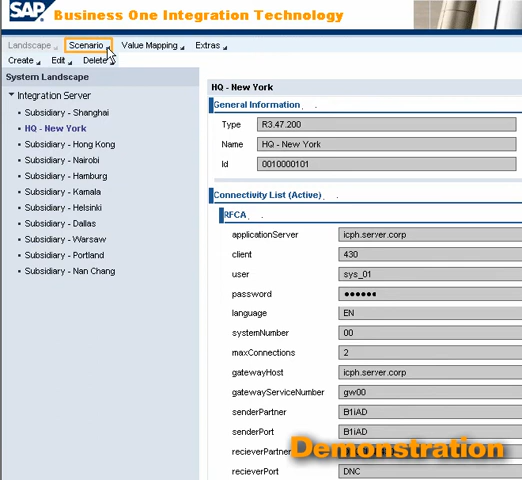 SAP
Business One Integration Technology
Landscape Scenario Value Mapping Extras
Create Edit Delete
System Landscape
Integration Server
Subsidiary - Shanghai
HQ - New York
Subsidiary - Hong Kong
Subsidiary - Nairobi
Subsidiary - Hamburg
Subsidiary - Kamala
Subsidiary - Helsinki
Subsidiary - Dallas
Subsidiary - Warsaw
Subsidiary - Portland
Subsidiary - Nan Chang
HQ - New York
General Information
Type R3.47.200
Name HQ - New York
Id 0010000101
Connectivity List (Active)
RFCA
applicationServer icph.server.corp
client 430
user sys_01
password ●●●●●●
language EN
systemNumber 00
maxConnections 2
gatewayHost icph.server.corp
gatewayServiceNumber gw00
senderPartner B1iAD
senderPort B1iAD
recieverPartner
Demonstration
recieverPort DNC